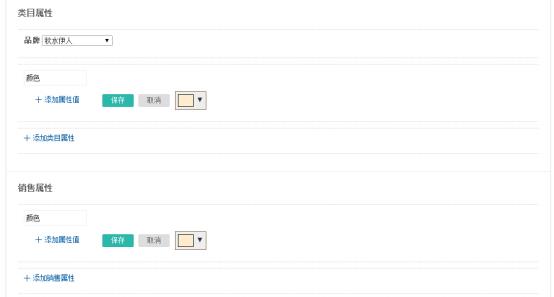 类目属性
品牌 秋水伊人
颜色
+ 添加属性值 保存 取消
+ 添加类目属性
销售属性
颜色
+ 添加属性值 保存 取消
+ 添加销售属性